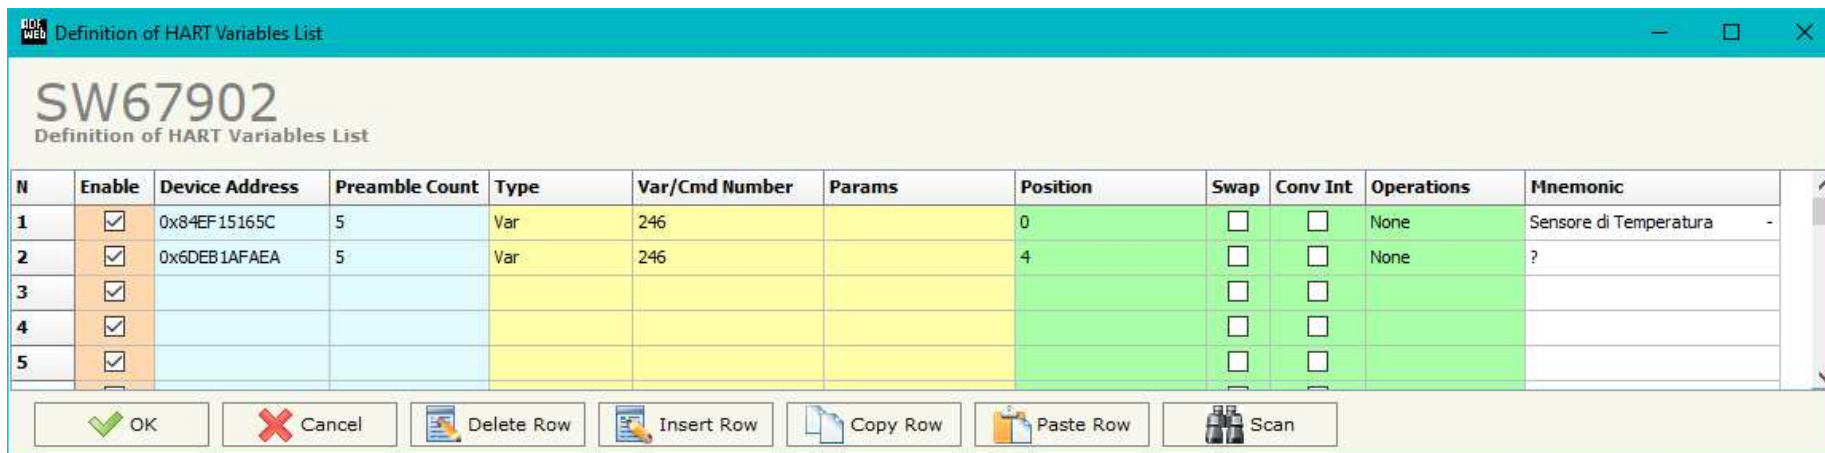 ADF WEB Definition of HART Variables List
SW67902
Definition of HART Variables List
N Enable Device Address Preamble Count Type Var/Cmd Number Params Position Swap Conv Int Operations Mnemonic
1 0x84EF15165C 5 Var 246 0 None Sensore di Temperatura -
2 0x6DEB1AFAEA 5 Var 246 4 None ?
3
4
5
OK Cancel Delete Row Insert Row Copy Row Paste Row Scan